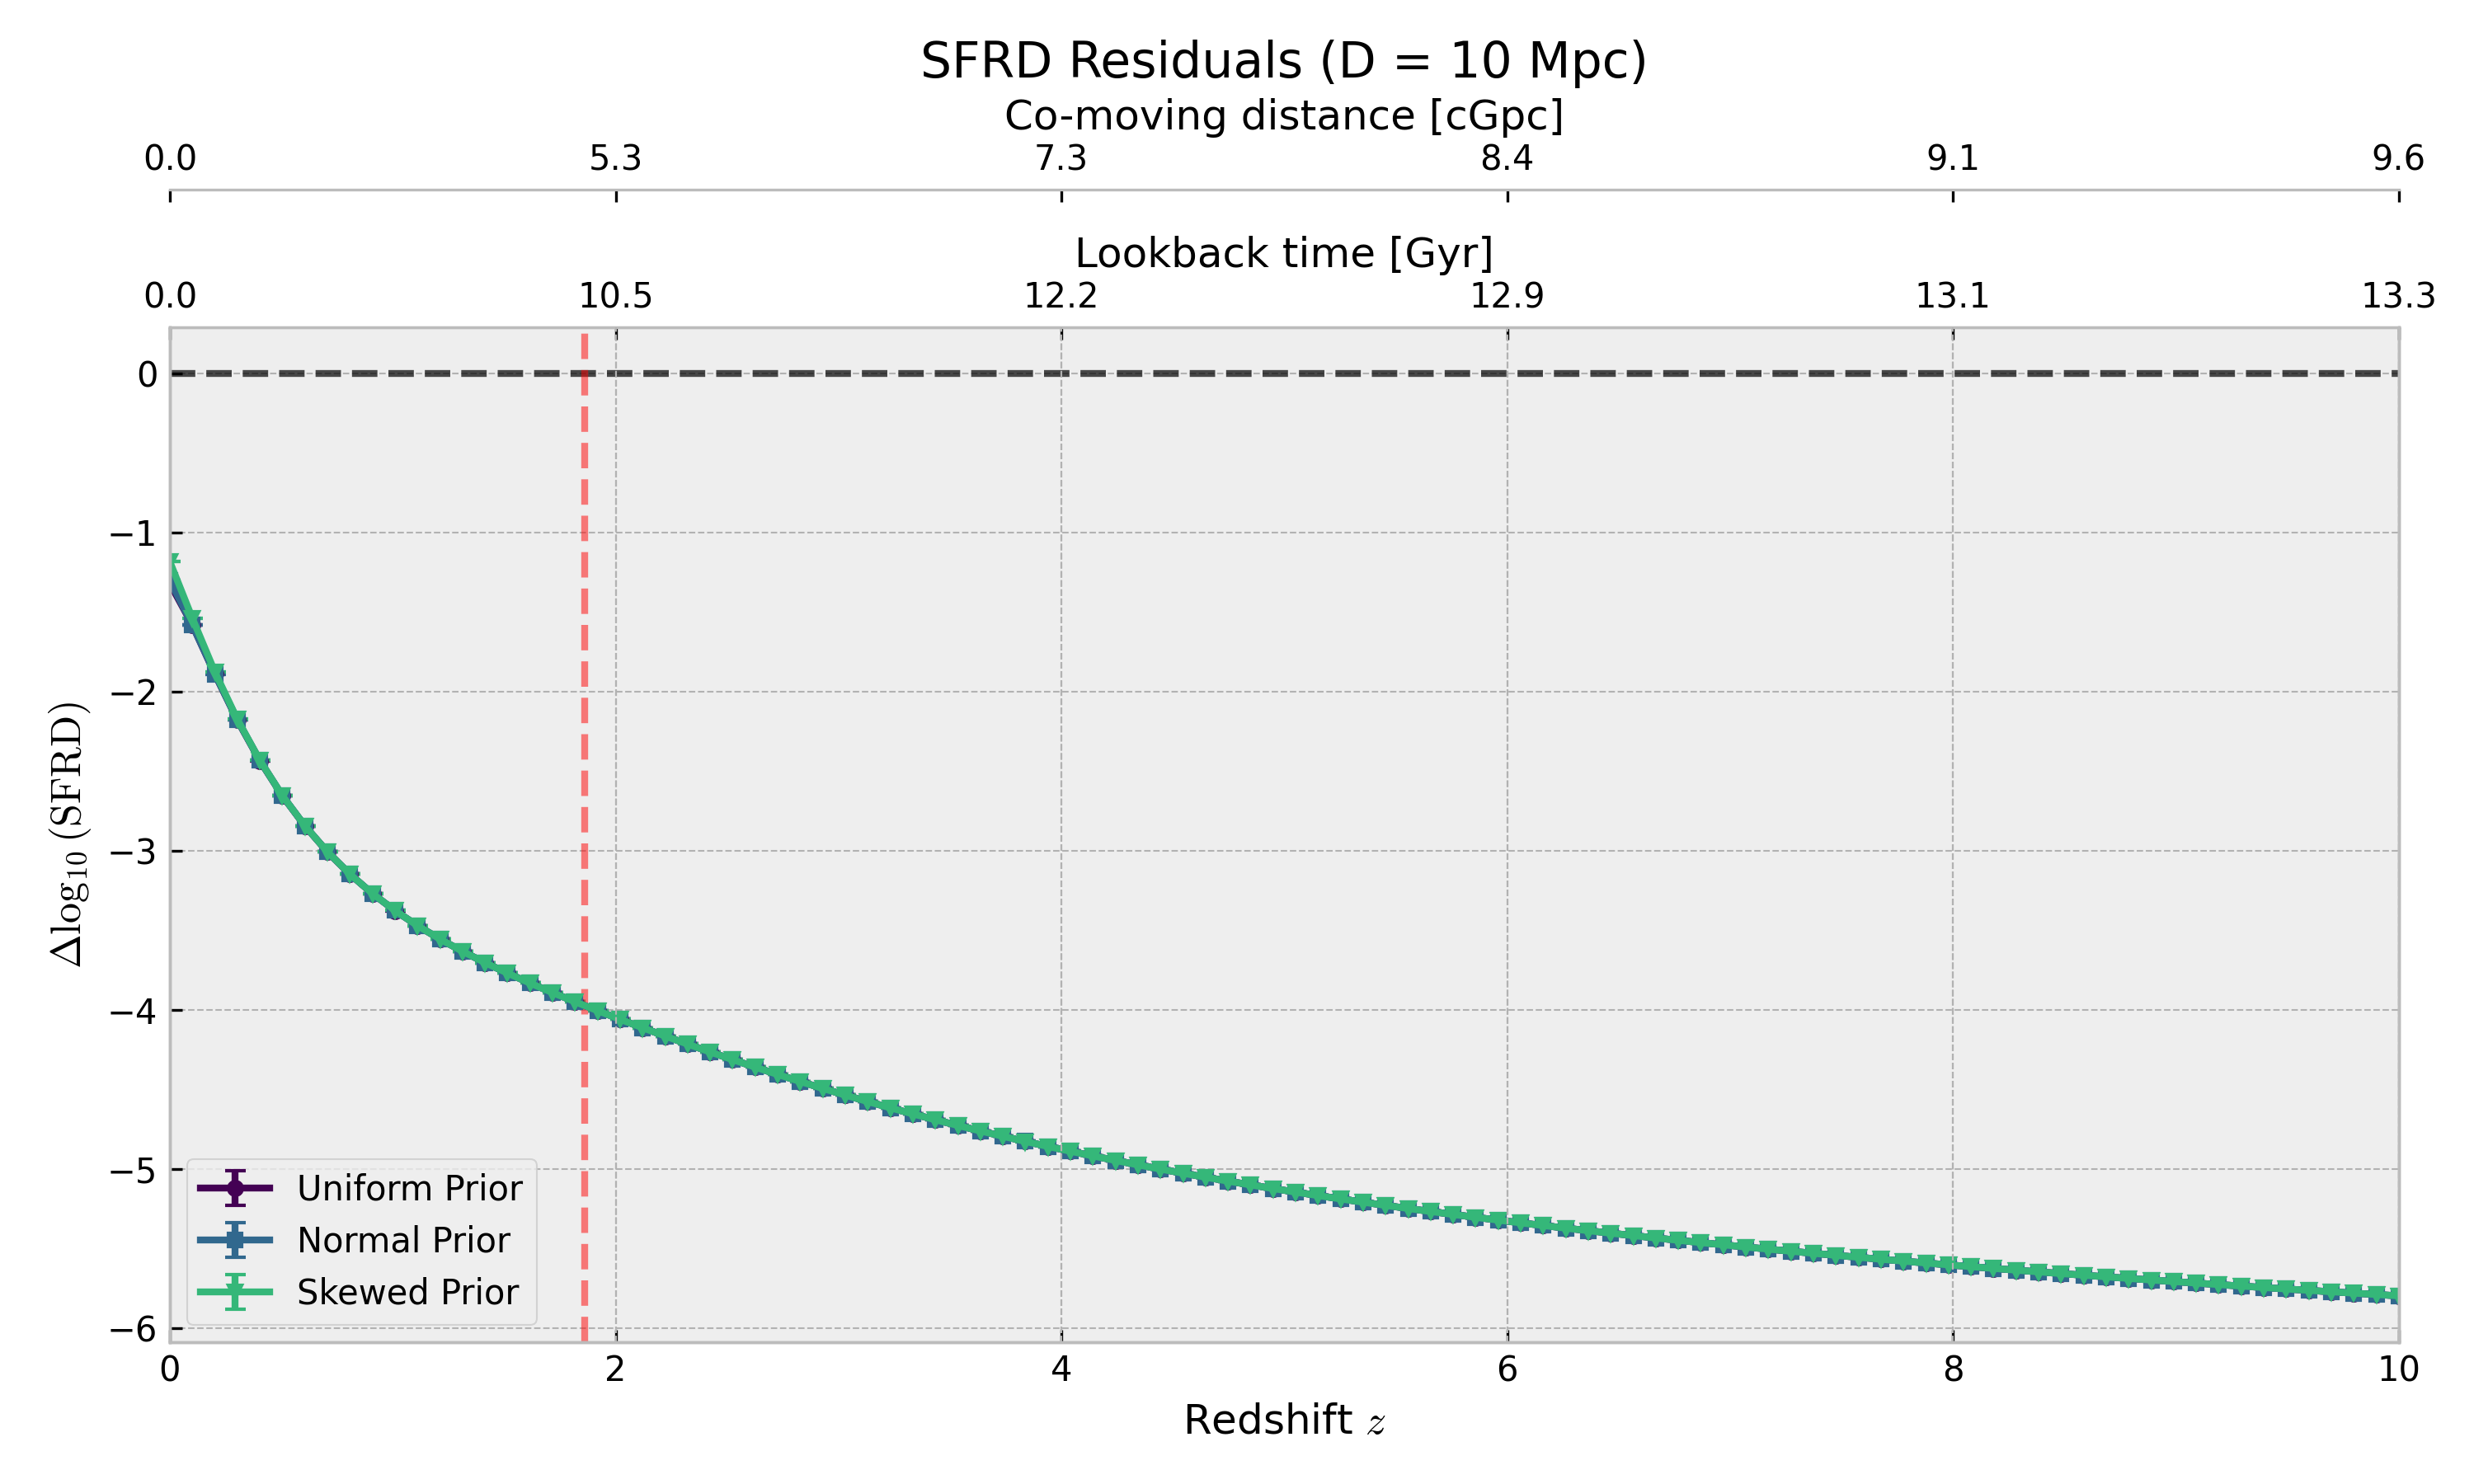 SFRD Residuals (D = 10 Mpc)
Co-moving distance [cGpc]
0.0 5.3 7.3 8.4 9.1 9.6
Lookback time [Gyr]
0.0 10.5 12.2 12.9 13.1 13.3
0
−1
−2
−3
−4
−5
−6
Δlog₁₀(SFRD)
Uniform Prior
Normal Prior
Skewed Prior
0 2 4 6 8 10
Redshift z